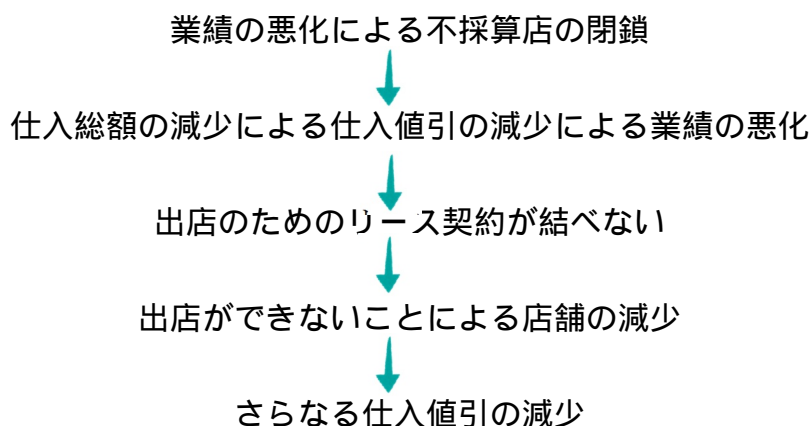 業績の悪化による不採算店の閉鎖
仕入総額の減少による仕入値引の減少による業績の悪化
出店のためのリース契約が結べない
出店ができないことによる店舗の減少
さらなる仕入値引の減少